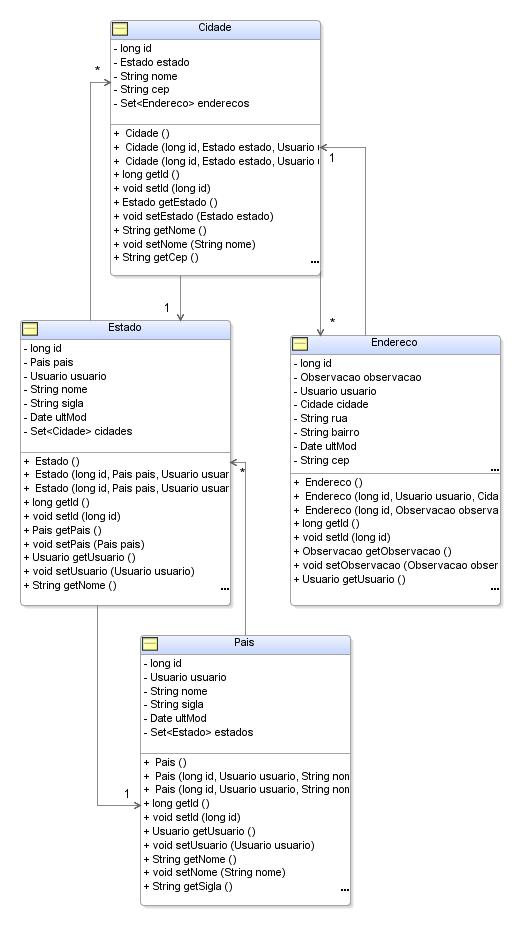 Cidade
- long id
- Estado estado
- String nome
- String cep
- Set<Endereco> enderecos
+ Cidade ()
+ Cidade (long id, Estado estado, Usuario
+ Cidade (long id, Estado estado, Usuario
+ long getId ()
+ void setId (long id)
+ Estado getEstado ()
+ void setEstado (Estado estado)
+ String getNome ()
+ void setNome (String nome)
+ String getCep ()
...
*
1
1
*
Estado
- long id
- Pais pais
- Usuario usuario
- String nome
- String sigla
- Date ultMod
- Set<Cidade> cidades
+ Estado ()
+ Estado (long id, Pais pais, Usuario usuar
+ Estado (long id, Pais pais, Usuario usuar
+ long getId ()
+ void setId (long id)
+ Pais getPais ()
+ void setPais (Pais pais)
+ Usuario getUsuario ()
+ void setUsuario (Usuario usuario)
+ String getNome ()
...
*
1
Endereco
- long id
- Observacao observacao
- Usuario usuario
- Cidade cidade
- String rua
- String bairro
- Date ultMod
- String cep
...
+ Endereco ()
+ Endereco (long id, Usuario usuario, Cida
+ Endereco (long id, Observacao observa
+ long getId ()
+ void setId (long id)
+ Observacao getObservacao ()
+ void setObservacao (Observacao obser
+ Usuario getUsuario ()
...
Pais
- long id
- Usuario usuario
- String nome
- String sigla
- Date ultMod
- Set<Estado> estados
+ Pais ()
+ Pais (long id, Usuario usuario, String non
+ Pais (long id, Usuario usuario, String non
+ long getId ()
+ void setId (long id)
+ Usuario getUsuario ()
+ void setUsuario (Usuario usuario)
+ String getNome ()
+ void setNome (String nome)
+ String getSigla ()
...